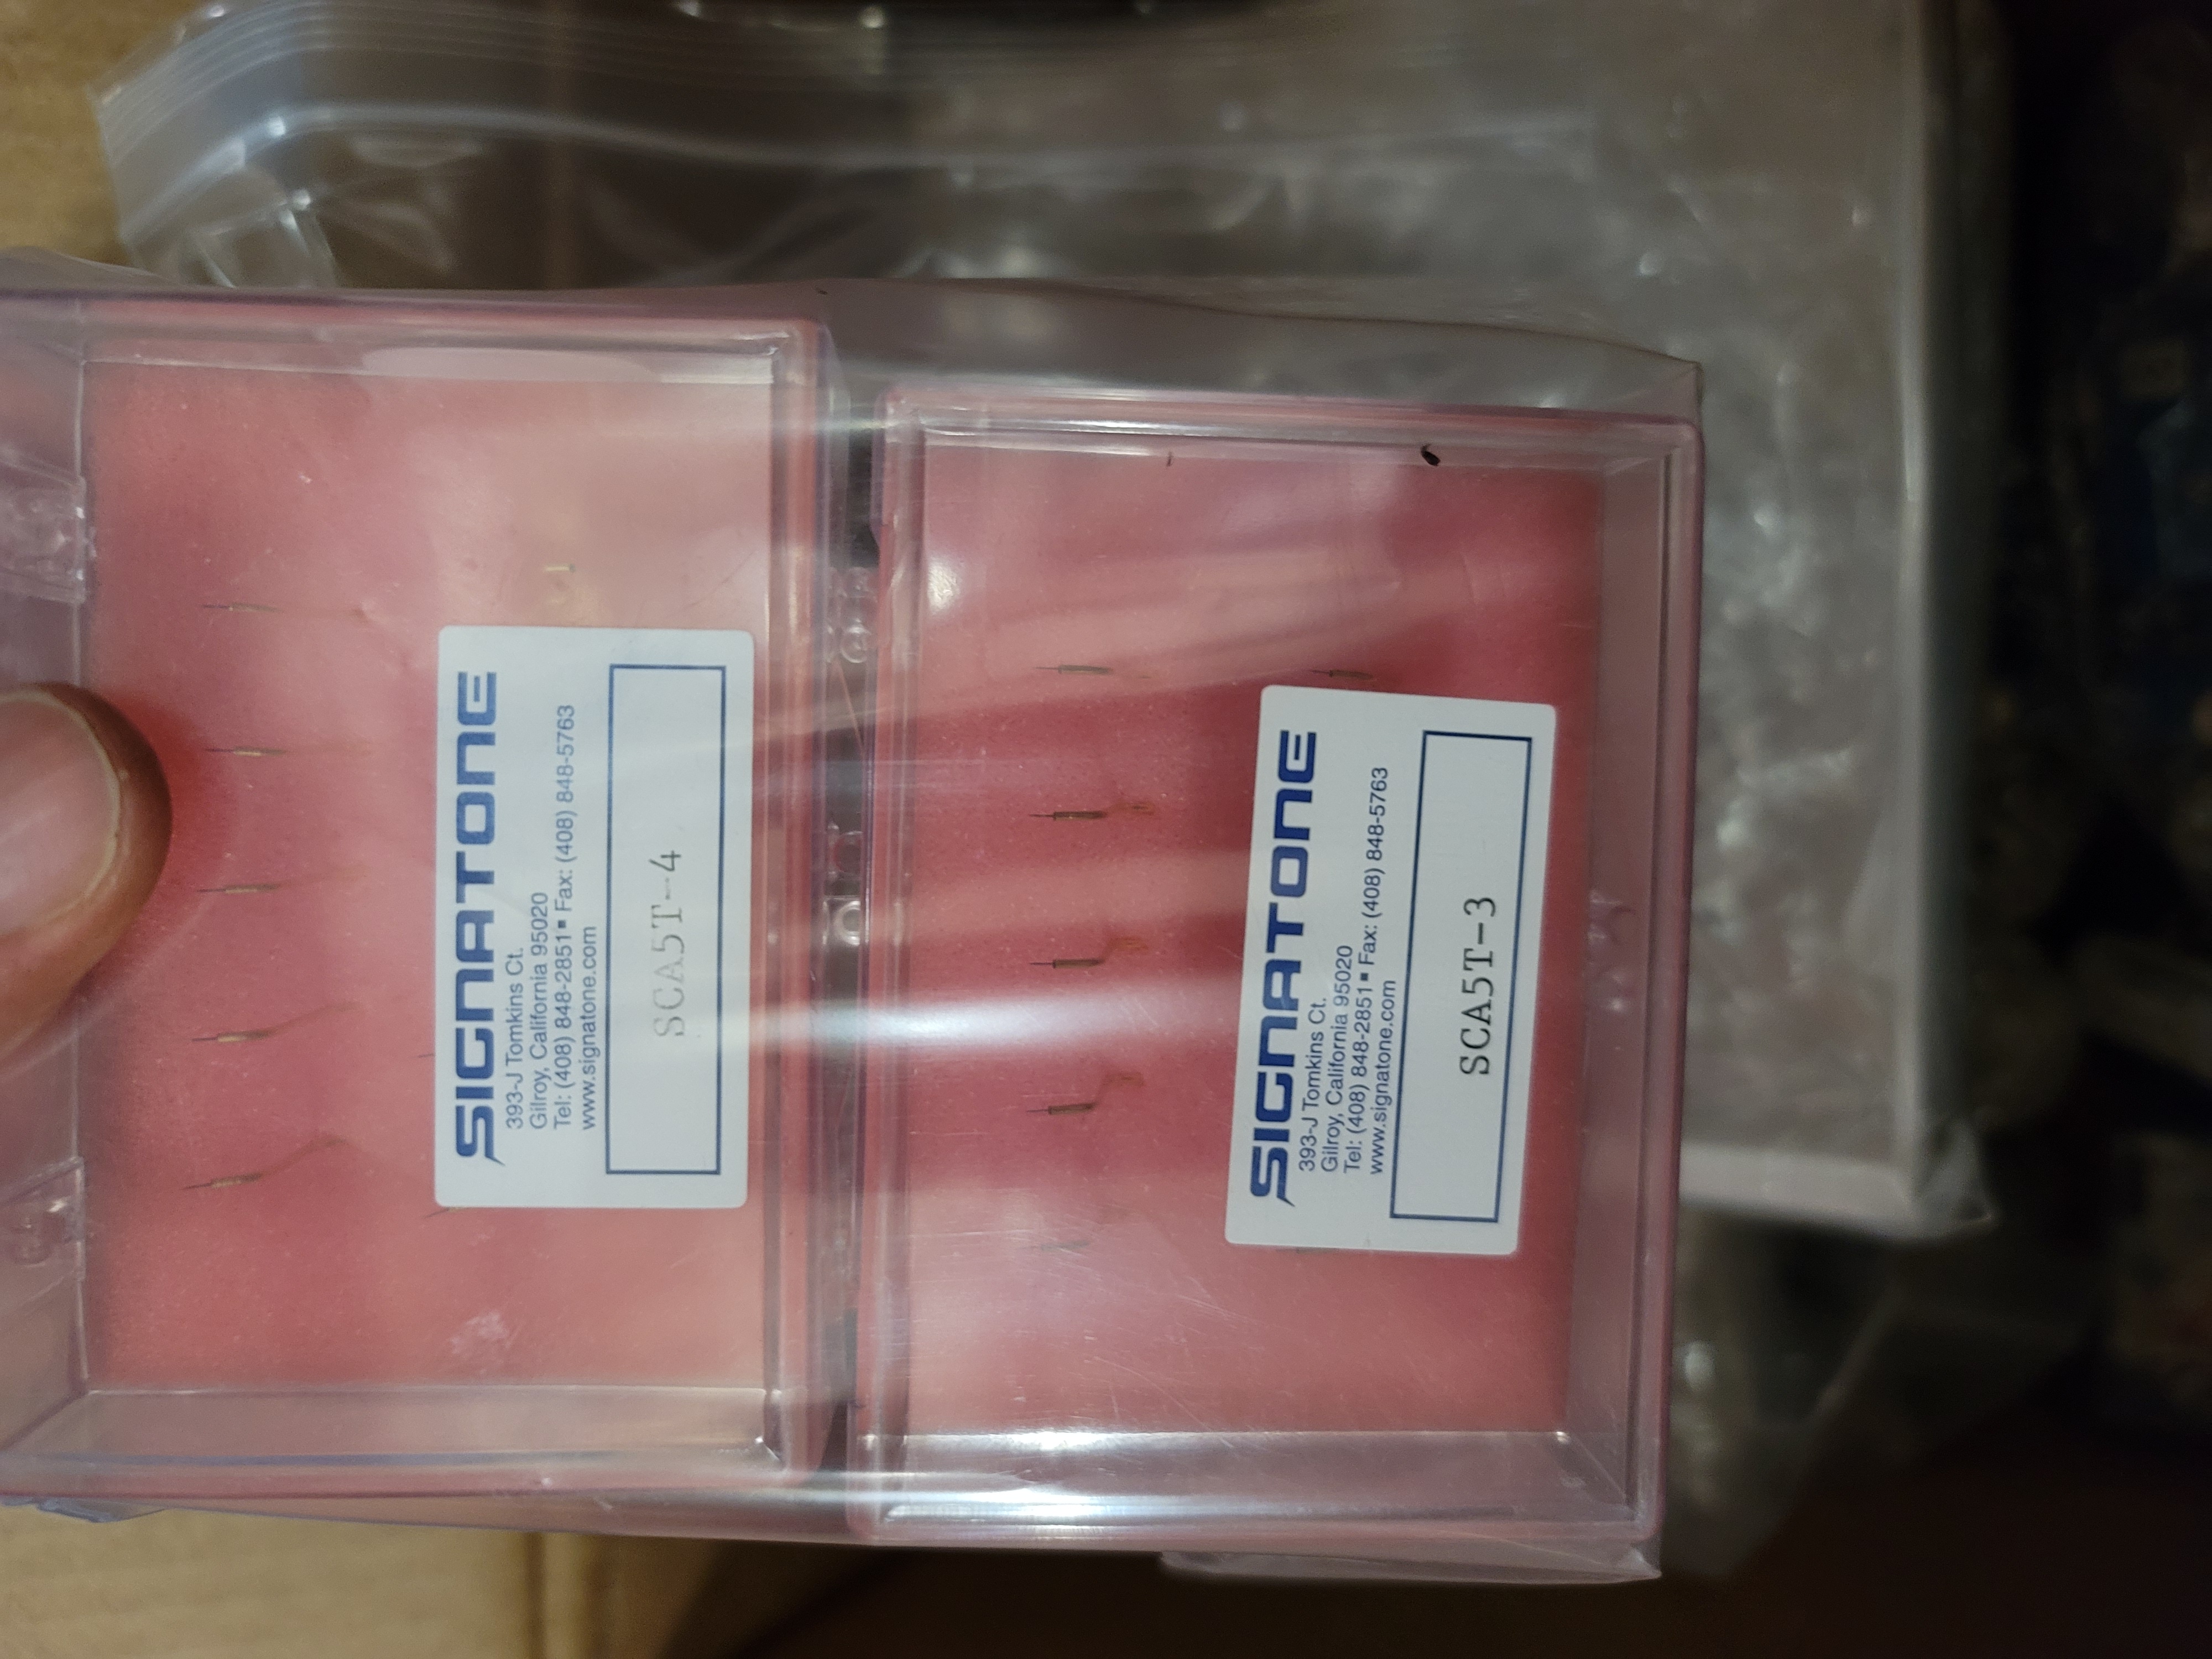 SIGNATONE
393-J Tomkins Ct.
Gilroy, California 95020
Tel: (408) 848-2851 ▪ Fax: (408) 848-5763
www.signatone.com
SCA5T-4
SIGNATONE
393-J Tomkins Ct.
Gilroy, California 95020
Tel: (408) 848-2851 ▪ Fax: (408) 848-5763
www.signatone.com
SCA5T-3